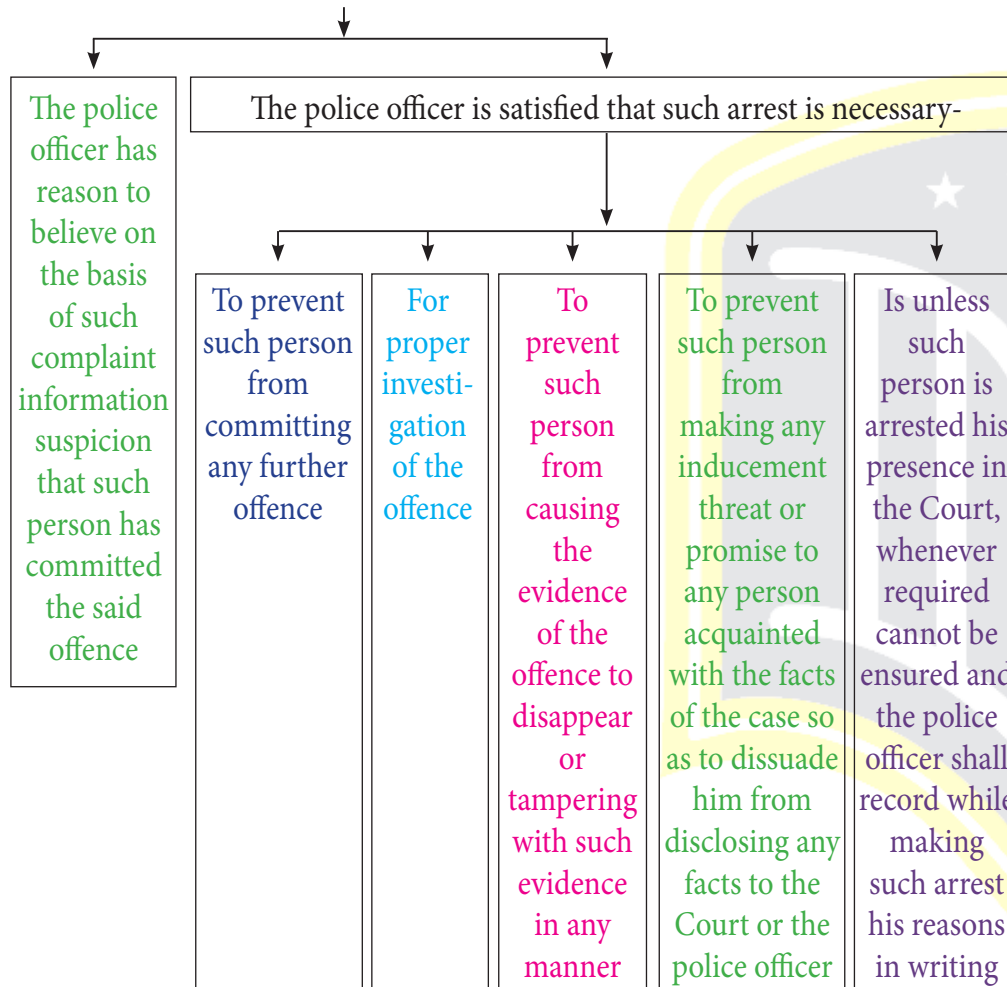 The police
officer has
reason to
believe on
the basis
of such
complaint
information
suspicion
that such
person has
committed
the said
offence
The police officer is satisfied that such arrest is necessary-
To prevent
such person
from
committing
any further
offence
For
proper
investi-
gation
of the
offence
To
prevent
such
person
from
causing
the
evidence
of the
offence to
disappear
or
tampering
with such
evidence
in any
manner
To prevent
such person
from
making any
inducement
threat or
promise to
any person
acquainted
with the facts
of the case so
as to dissuade
him from
disclosing any
facts to the
Court or the
police officer
Is unless
such
person is
arrested his
presence in
the Court,
whenever
required
cannot be
ensured and
the police
officer shall
record while
making
such arrest
his reasons
in writing